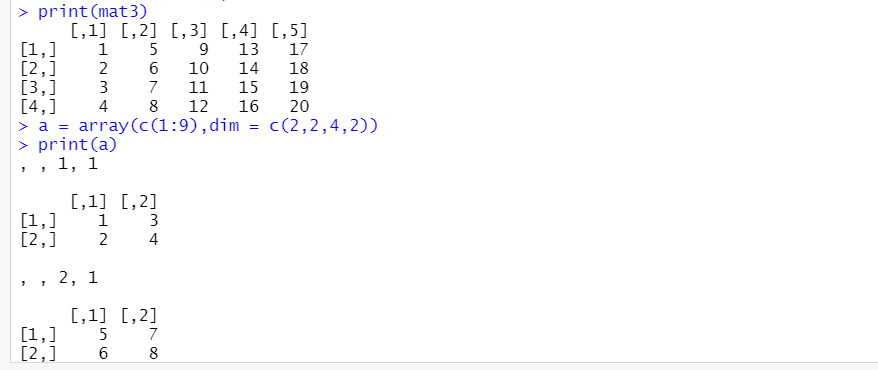 > print(mat3)
     [,1] [,2] [,3] [,4] [,5]
[1,]    1    5    9   13   17
[2,]    2    6   10   14   18
[3,]    3    7   11   15   19
[4,]    4    8   12   16   20
> a = array(c(1:9),dim = c(2,2,4,2))
> print(a)
, , 1, 1
     [,1] [,2]
[1,]    1    3
[2,]    2    4
, , 2, 1
     [,1] [,2]
[1,]    5    7
[2,]    6    8